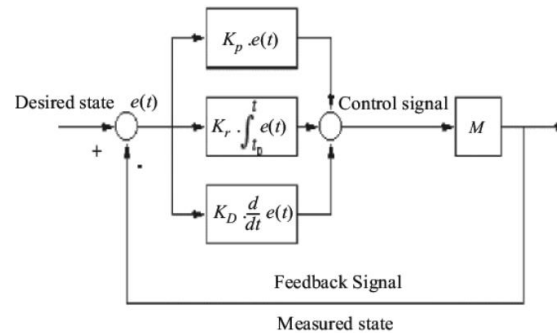 K_p .e(t)
Desired state e(t)
Control signal
K_r . ∫_{t_0}^{t} e(t)
M
+
-
K_D . d/dt e(t)
Feedback Signal
Measured state